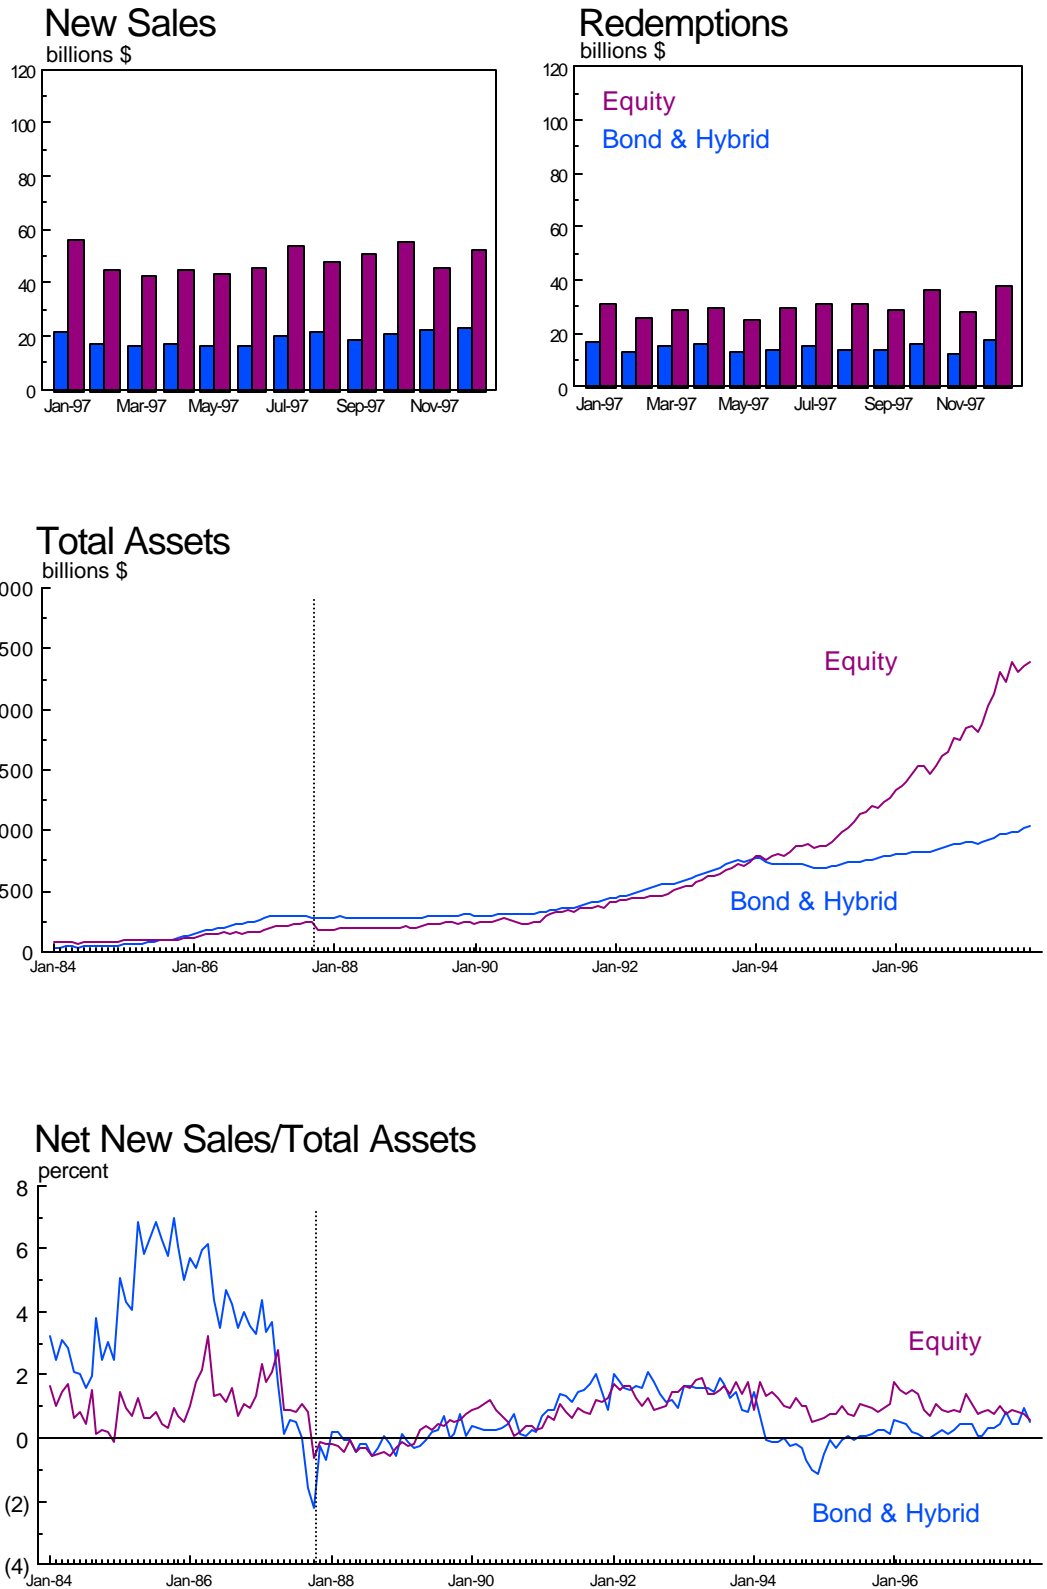 New Sales
billions $
120
100
80
60
40
20
0
Jan-97 Mar-97 May-97 Jul-97 Sep-97 Nov-97
Redemptions
billions $
120
100
80
60
40
20
0
Equity
Bond & Hybrid
Jan-97 Mar-97 May-97 Jul-97 Sep-97 Nov-97
Total Assets
billions $
000
500
000
500
000
500
0
Equity
Bond & Hybrid
Jan-84 Jan-86 Jan-88 Jan-90 Jan-92 Jan-94 Jan-96
Net New Sales/Total Assets
percent
8
6
4
2
0
(2)
(4)
Equity
Bond & Hybrid
Jan-84 Jan-86 Jan-88 Jan-90 Jan-92 Jan-94 Jan-96